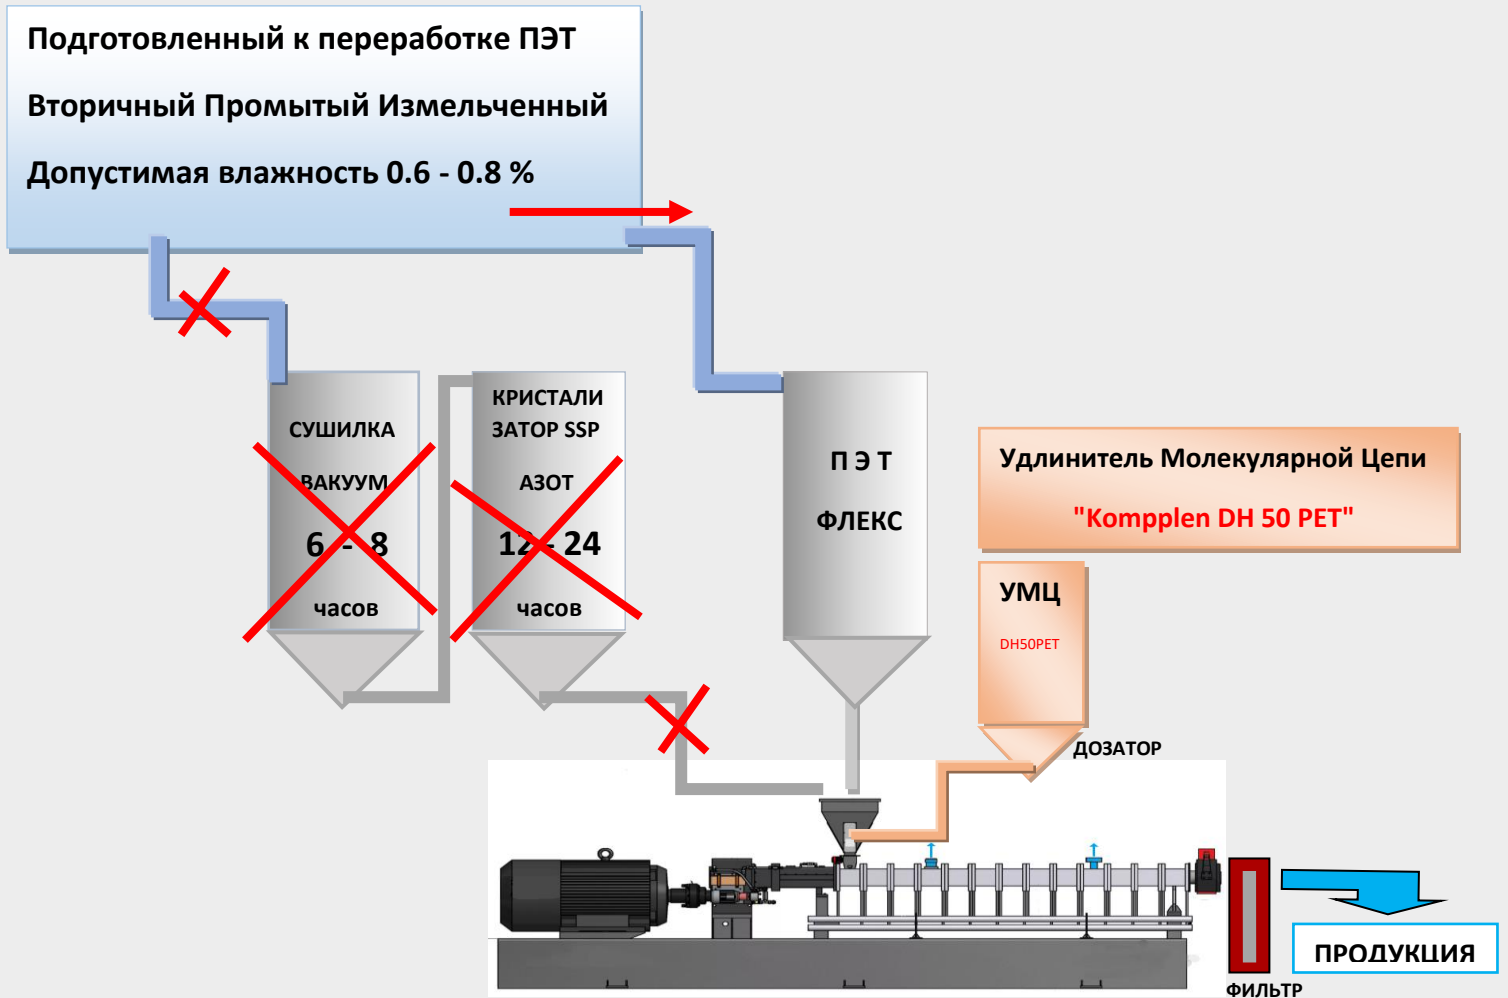 Подготовленный к переработке ПЭТ
Вторичный Промытый Измельченный
Допустимая влажность 0.6 - 0.8 %
СУШИЛКА
ВАКУУМ
6 - 8
часов
КРИСТАЛИ
ЗАТОР SSP
АЗОТ
12 - 24
часов
П Э Т
ФЛЕКС
Удлинитель Молекулярной Цепи
"Kompplen DH 50 PET"
УМЦ
DH50PET
ДОЗАТОР
ПРОДУКЦИЯ
ФИЛЬТР